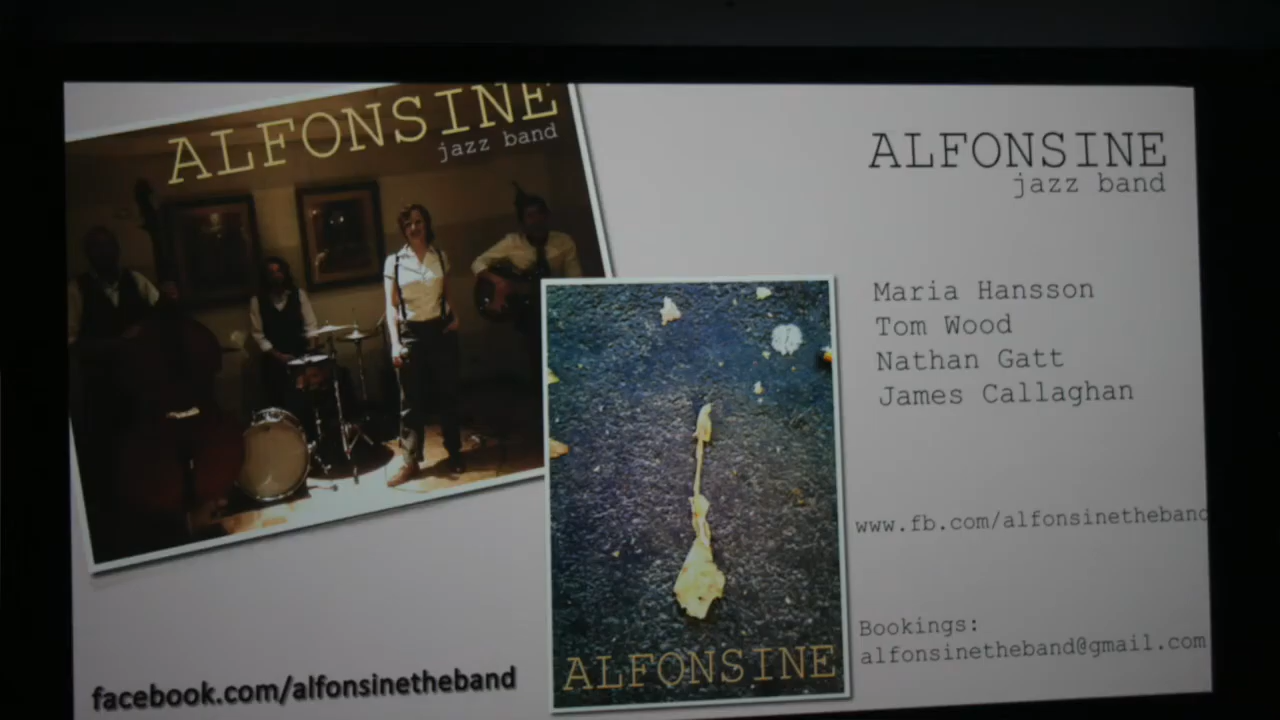 ALFONSINE
jazz band
ALFONSINE
jazz band
Maria Hansson
Tom Wood
Nathan Gatt
James Callaghan
www.fb.com/alfonsinetheband
Bookings:
alfonsinetheband@gmail.com
ALFONSINE
facebook.com/alfonsinetheband